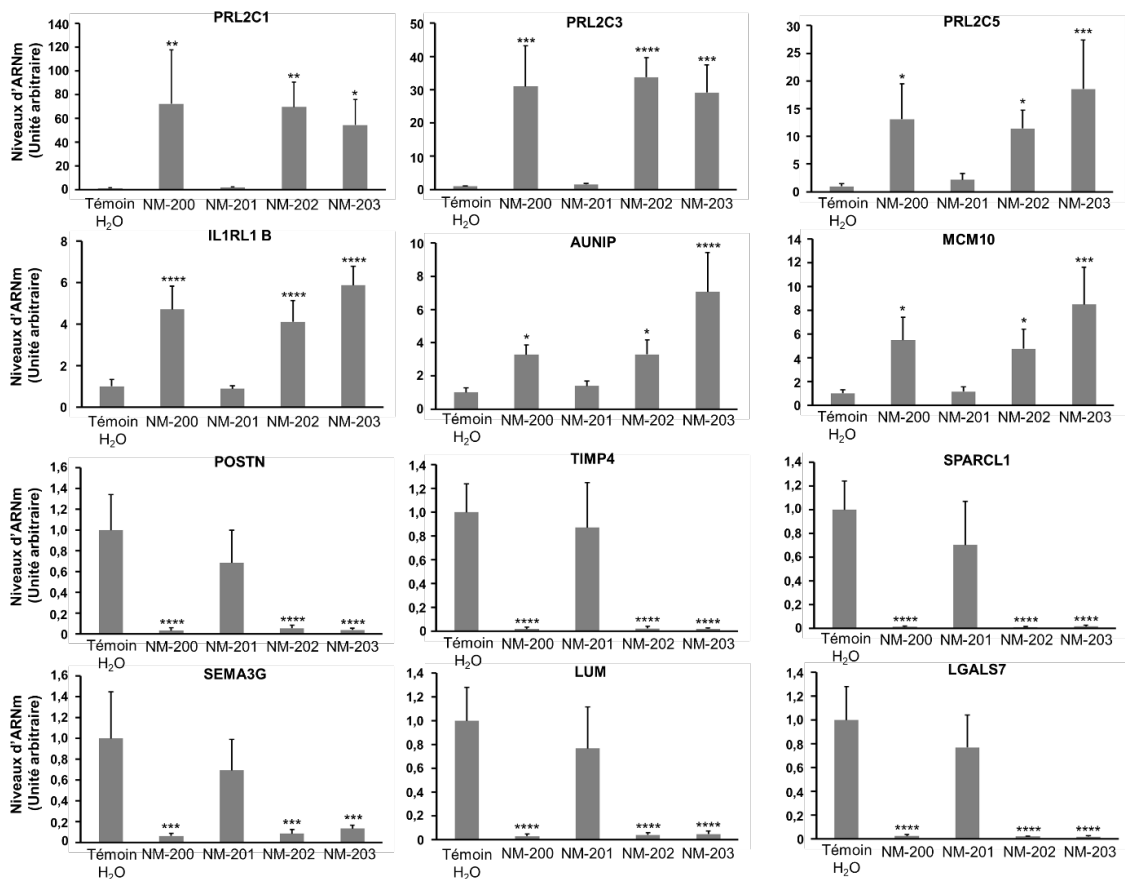 PRL2C1
Niveaux d'ARNm
(Unité arbitraire)
140
120
100
80
60
40
20
0
**
**
*
Témoin
H₂O
NM-200
NM-201
NM-202
NM-203
PRL2C3
50
40
30
20
10
0
***
****
***
Témoin
H₂O
NM-200
NM-201
NM-202
NM-203
PRL2C5
Niveaux d'ARNm
(Unité arbitraire)
30
25
20
15
10
5
0
*
*
***
Témoin
H₂O
NM-200
NM-201
NM-202
NM-203
IL1RL1 B
Niveaux d'ARNm
(Unité arbitraire)
8
6
4
2
0
****
****
****
Témoin
H₂O
NM-200
NM-201
NM-202
NM-203
AUNIP
10
8
6
4
2
0
*
*
****
Témoin
H₂O
NM-200
NM-201
NM-202
NM-203
MCM10
14
12
10
8
6
4
2
0
*
*
***
Témoin
H₂O
NM-200
NM-201
NM-202
NM-203
POSTN
Niveaux d'ARNm
(Unité arbitraire)
1,6
1,4
1,2
1,0
0,8
0,6
0,4
0,2
0
****
****
****
Témoin
H₂O
NM-200
NM-201
NM-202
NM-203
TIMP4
1,4
1,2
1,0
0,8
0,6
0,4
0,2
0
****
****
****
Témoin
H₂O
NM-200
NM-201
NM-202
NM-203
SPARCL1
1,4
1,2
1,0
0,8
0,6
0,4
0,2
0
****
****
****
Témoin
H₂O
NM-200
NM-201
NM-202
NM-203
SEMA3G
Niveaux d'ARNm
(Unité arbitraire)
1,6
1,4
1,2
1,0
0,8
0,6
0,4
0,2
0
***
***
***
Témoin
H₂O
NM-200
NM-201
NM-202
NM-203
LUM
1,4
1,2
1,0
0,8
0,6
0,4
0,2
0
****
****
****
Témoin
H₂O
NM-200
NM-201
NM-202
NM-203
LGALS7
1,4
1,2
1,0
0,8
0,6
0,4
0,2
0
****
****
****
Témoin
H₂O
NM-200
NM-201
NM-202
NM-203